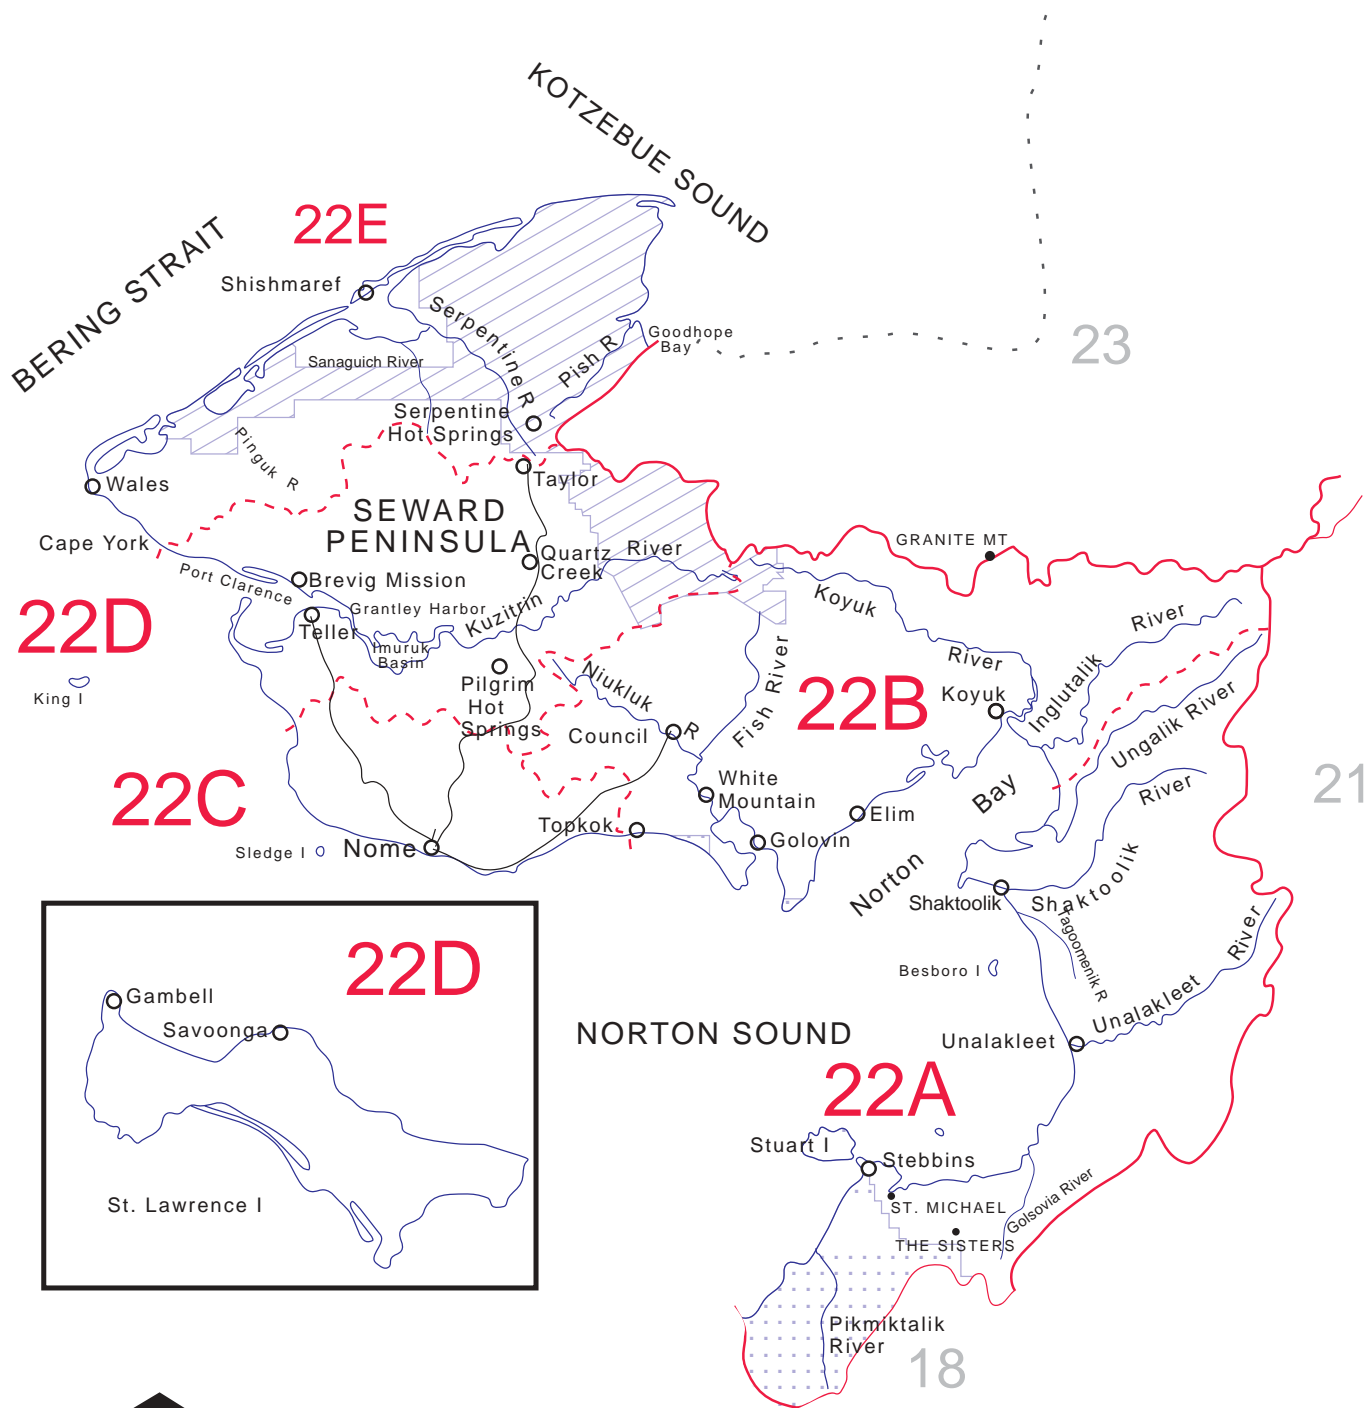 KOTZEBUE SOUND
22E
BERING STRAIT
Shishmaref
Serpentine R
Goodhope
Bay
23
Sanaguich River
Pish R
Serpentine
Hot Springs
Pinguk R
Wales
Taylor
SEWARD
PENINSULA
Cape York
Quartz
Creek
River
GRANITE MT
Port Clarence
Brevig Mission
Grantley Harbor
Kuzitrin
Koyuk
River
22D
Teller
Imuruk
Basin
River
Inglutalik
King I
Pilgrim
Hot
Springs
Niukluk
R
Fish River
22B
Koyuk
Ungalik River
Council
22C
White
Mountain
Bay
River
21
Topkok
Elim
Sledge I
Nome
Golovin
Norton
Shaktoolik
Shaktoolik
Tagoomenik R
River
22D
Besboro I
Gambell
Savoonga
NORTON SOUND
Unalakleet
Unalakleet
22A
Stuart I
Stebbins
St. Lawrence I
ST. MICHAEL
Golsovia River
THE SISTERS
Pikmiktalik
River
18